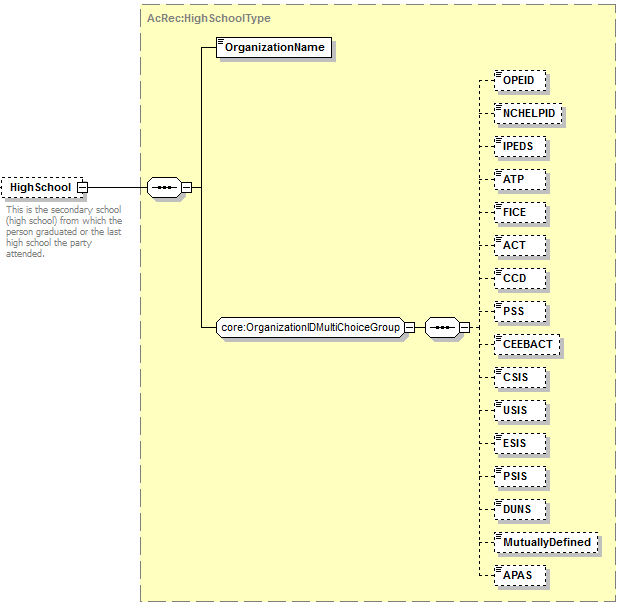 AcRec:HighSchoolType
OrganizationName
OPEID
NCHELPID
IPEDS
ATP
HighSchool
This is the secondary school
(high school) from which the
person graduated or the last
high school the party
attended.
FICE
ACT
CCD
PSS
core:OrganizationIDMultiChoiceGroup
CEEBACT
CSIS
USIS
ESIS
PSIS
DUNS
MutuallyDefined
APAS